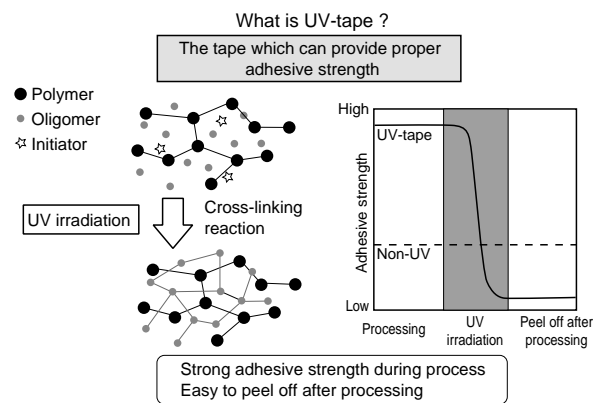 What is UV-tape ?
The tape which can provide proper
adhesive strength
Polymer
Oligomer
Initiator
UV irradiation
Cross-linking
reaction
High
UV-tape
Adhesive strength
Non-UV
Low
Processing
UV
irradiation
Peel off after
processing
Strong adhesive strength during process
Easy to peel off after processing